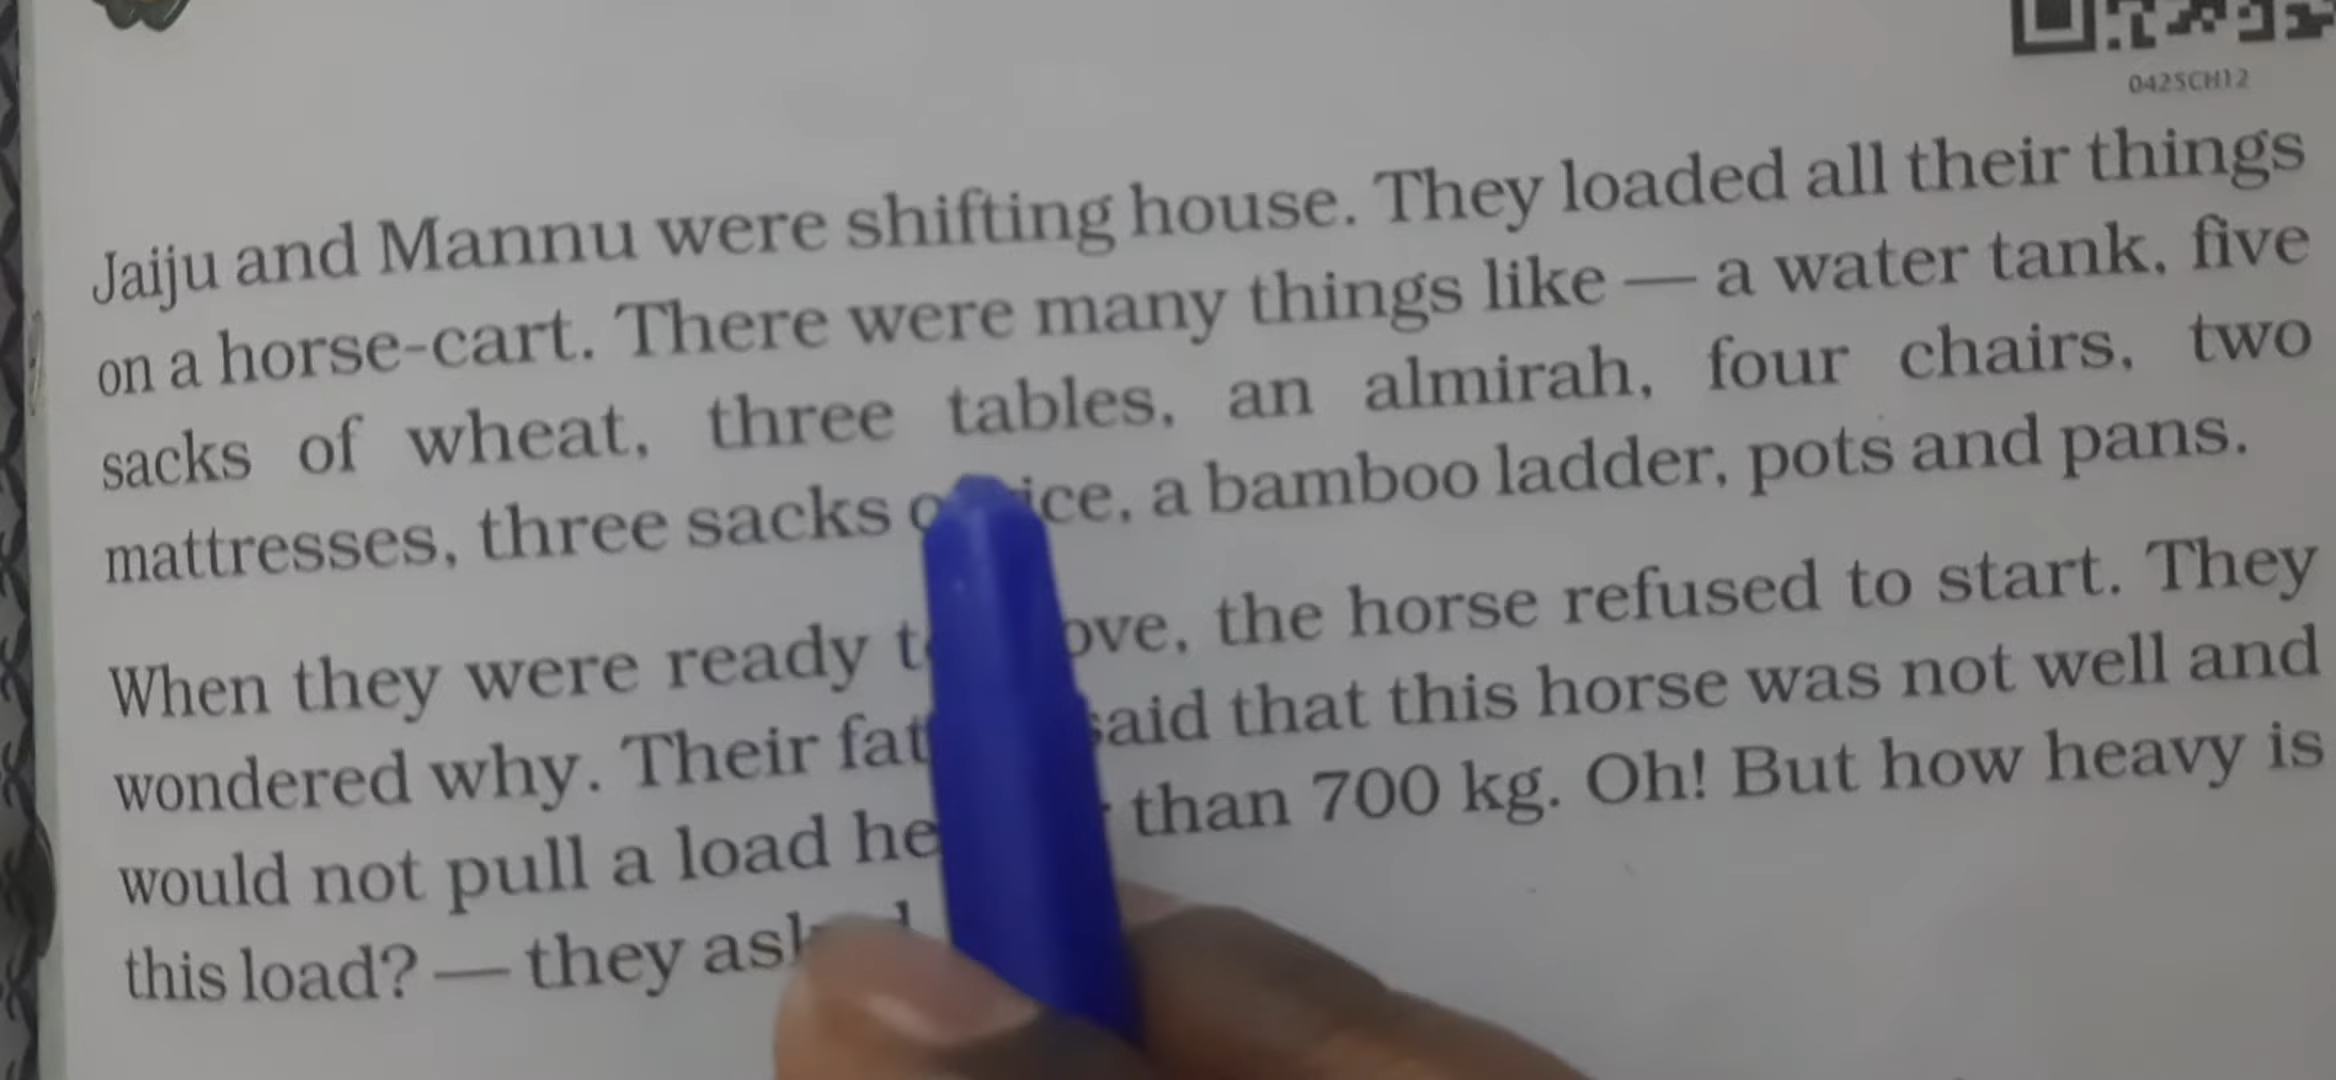 0425CH12
Jaiju and Mannu were shifting house. They loaded all their things
on a horse-cart. There were many things like — a water tank, five
sacks of wheat, three tables, an almirah, four chairs, two
mattresses, three sacks ice, a bamboo ladder, pots and pans.
When they were ready ove, the horse refused to start. They
wondered why. Their fat said that this horse was not well and
would not pull a load he than 700 kg. Oh! But how heavy is
this load? — they ask